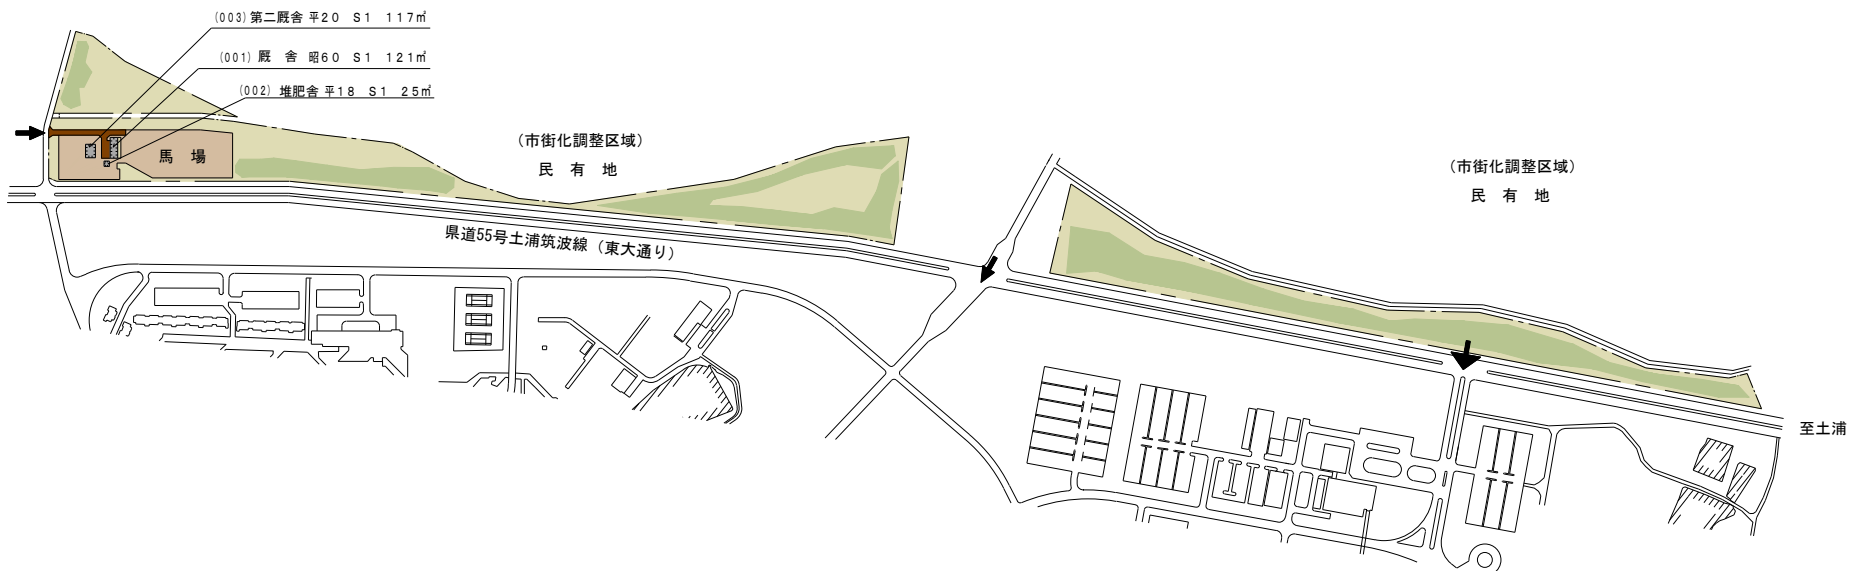 (003) 第二厩舎 平20 S1 117㎡
(001) 厩 舎 昭60 S1 121㎡
(002) 堆肥舎 平18 S1 25㎡
馬 場
(市街化調整区域)
民 有 地
(市街化調整区域)
民 有 地
県道55号土浦筑波線（東大通り）
至土浦